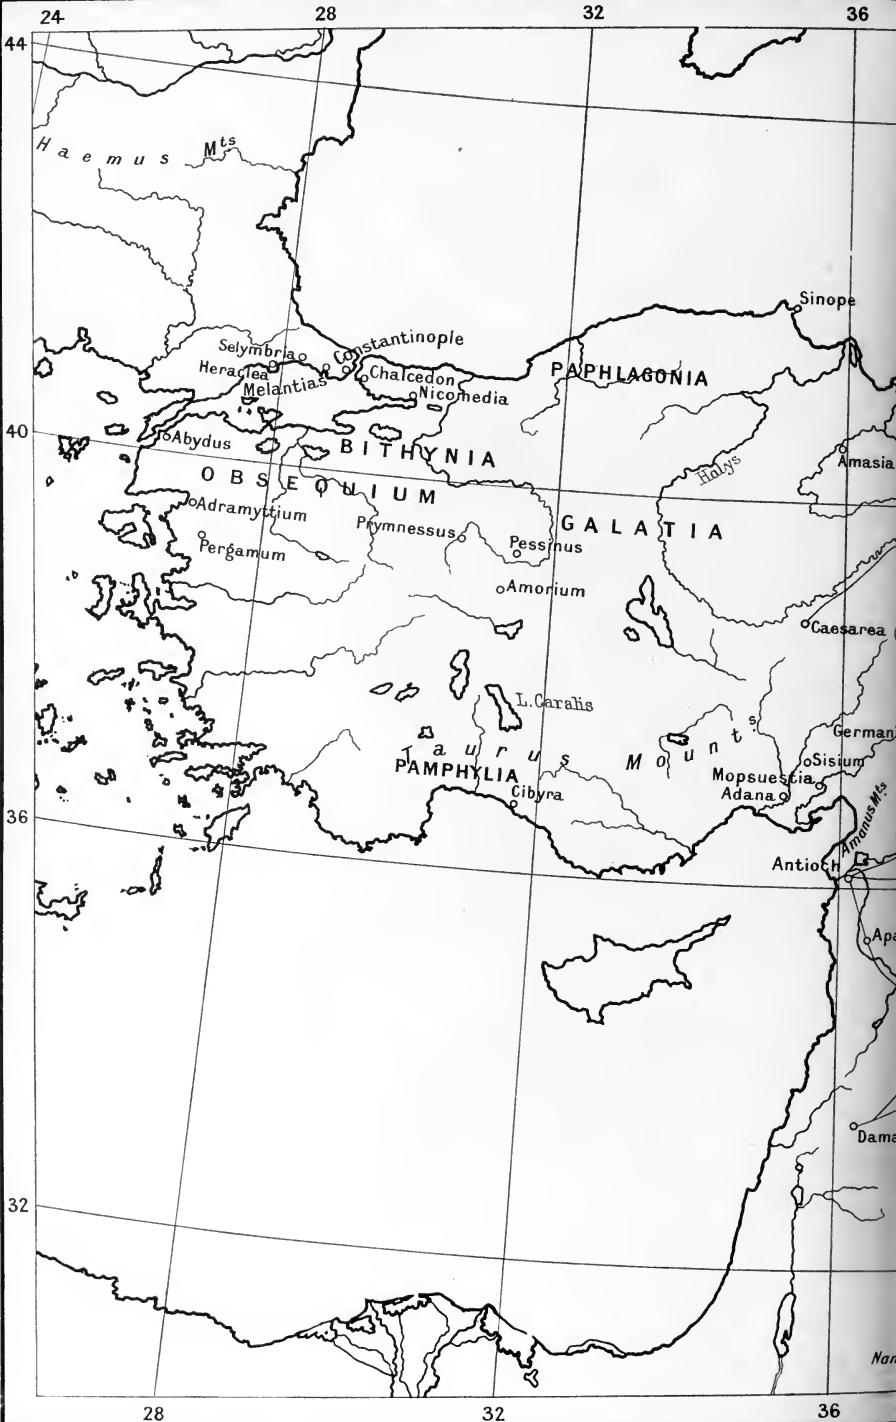 24 28 32 36
44
Haemus Mts
Sinope
Selymbria
Constantinople
Heraclea
Melantias
Chalcedon
Nicomedia
PAPHLAGONIA
40
Abydus
BITHYNIA
Halys
Amasia
OBSEQUIUM
Adramyttium
Prymnessus
GALATIA
Pergamum
Pessinus
Amorium
Caesarea
L. Caralis
German
Taurus Mounts
Sisium
PAMPHYLIA
Mopsuestia
Cibyra
Adana
36
Amanus Mts.
Antioch
Apa
Dama
32
Nam
28 32 36